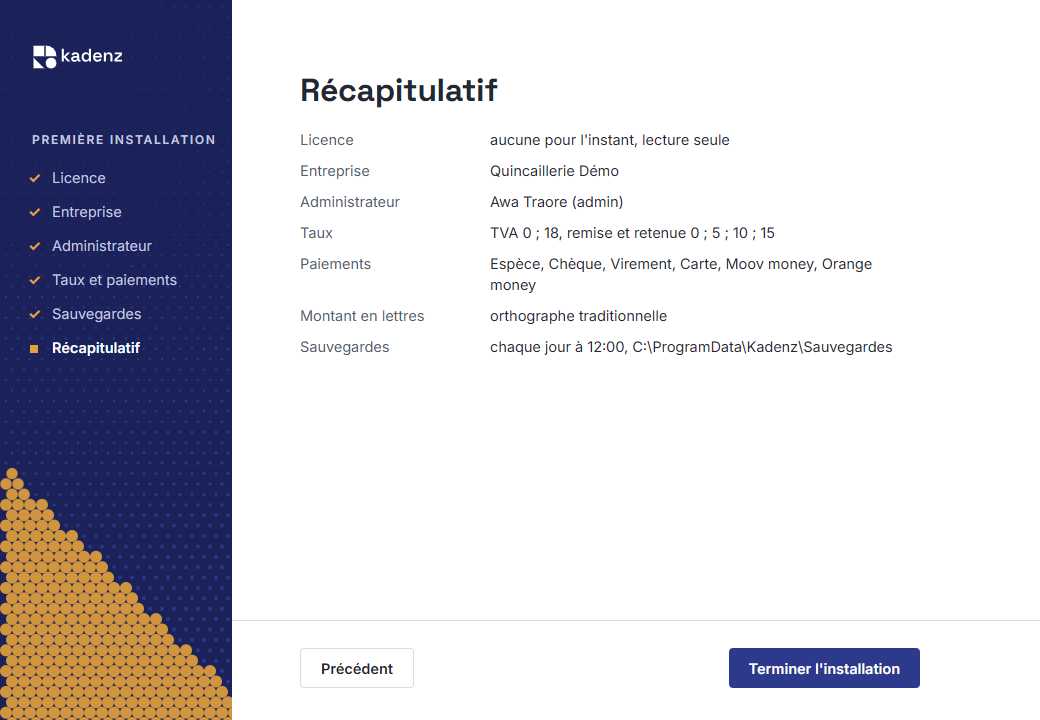 kadenz
PREMIÈRE INSTALLATION
Licence
Entreprise
Administrateur
Taux et paiements
Sauvegardes
Récapitulatif
Récapitulatif
Licence aucune pour l'instant, lecture seule
Entreprise Quincaillerie Démo
Administrateur Awa Traore (admin)
Taux TVA 0 ; 18, remise et retenue 0 ; 5 ; 10 ; 15
Paiements Espèce, Chèque, Virement, Carte, Moov money, Orange
money
Montant en lettres orthographe traditionnelle
Sauvegardes chaque jour à 12:00, C:\ProgramData\Kadenz\Sauvegardes
Précédent Terminer l'installation